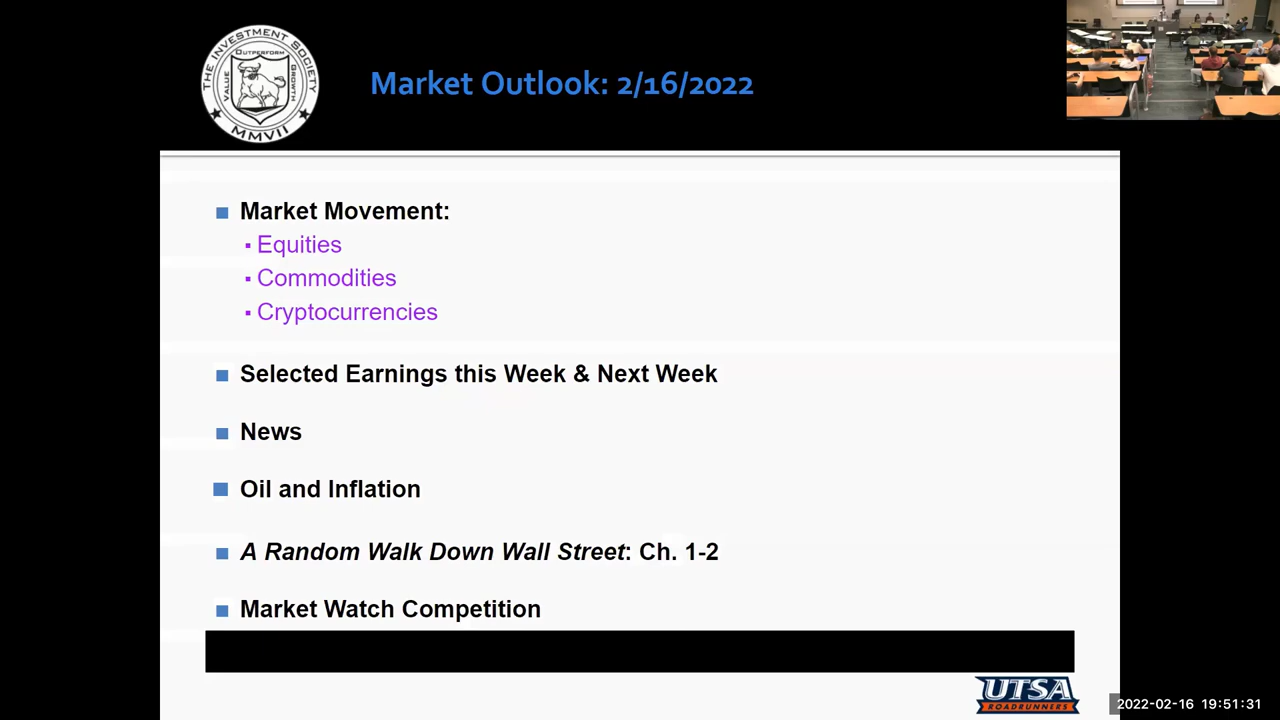 THE INVESTMENT SOCIETY
OUTPERFORM
VALUE
GROWTH
MMVII
Market Outlook: 2/16/2022
Market Movement:
Equities
Commodities
Cryptocurrencies
Selected Earnings this Week & Next Week
News
Oil and Inflation
A Random Walk Down Wall Street: Ch. 1-2
Market Watch Competition
UTSA
ROADRUNNERS
2022-02-16 19:51:31